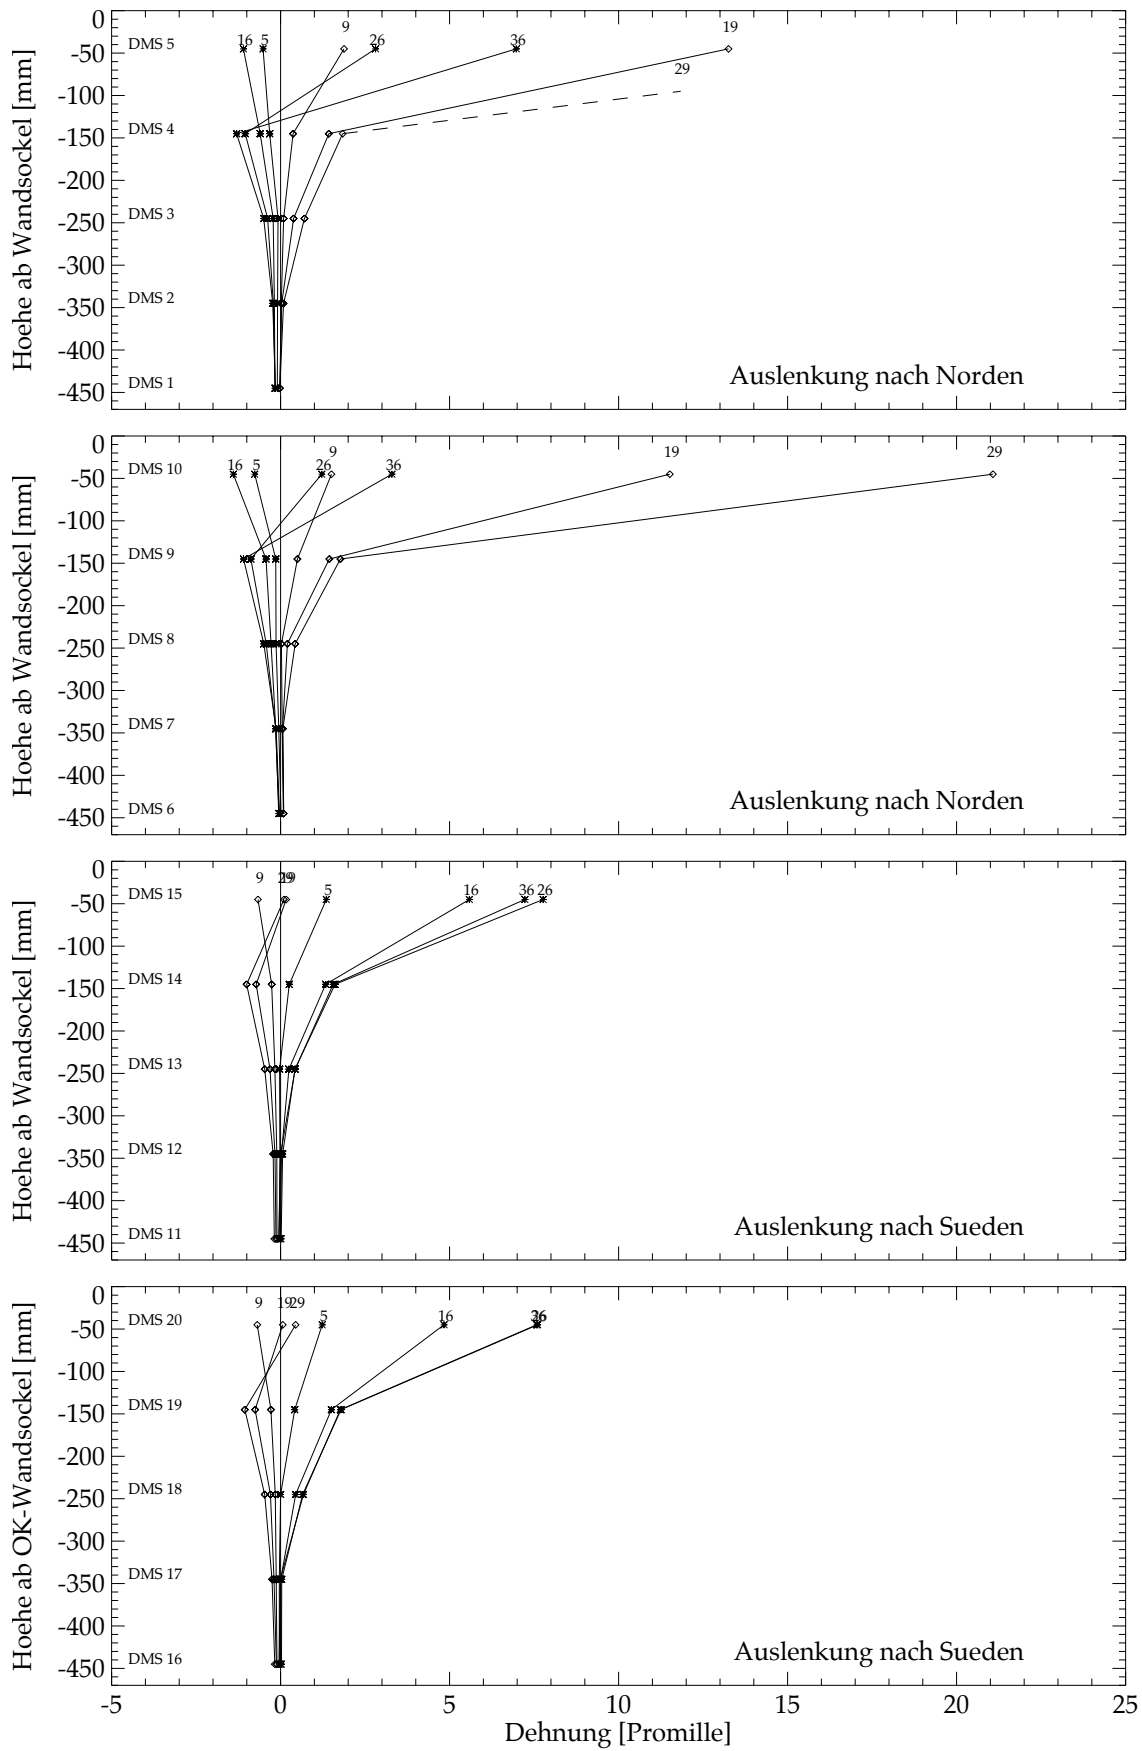 Hoehe ab Wandsockel [mm]
0
-50
-100
-150
-200
-250
-300
-350
-400
-450
DMS 5
DMS 4
DMS 3
DMS 2
DMS 1
16 5 9 26 36 19
29
Auslenkung nach Norden
Hoehe ab Wandsockel [mm]
0
-50
-100
-150
-200
-250
-300
-350
-400
-450
DMS 10
DMS 9
DMS 8
DMS 7
DMS 6
16 5 26 9 36 19 29
Auslenkung nach Norden
Hoehe ab Wandsockel [mm]
0
-50
-100
-150
-200
-250
-300
-350
-400
-450
DMS 15
DMS 14
DMS 13
DMS 12
DMS 11
9 29 19 5 16 36 26
Auslenkung nach Sueden
Hoehe ab OK-Wandsockel [mm]
0
-50
-100
-150
-200
-250
-300
-350
-400
-450
DMS 20
DMS 19
DMS 18
DMS 17
DMS 16
9 19 29 5 16 36 26
Auslenkung nach Sueden
-5 0 5 10 15 20 25
Dehnung [Promille]